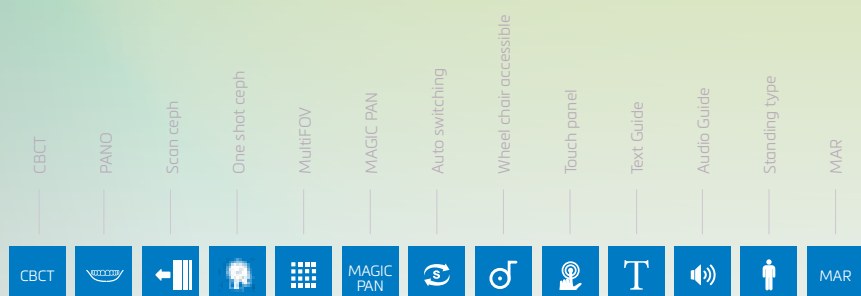 CBCT
PANO
Scan ceph
One shot ceph
MultiFOV
MAGIC PAN
Auto switching
Wheel chair accessible
Touch panel
Text Guide
Audio Guide
Standing type
MAR
CBCT
MAGIC
PAN
S
T
MAR